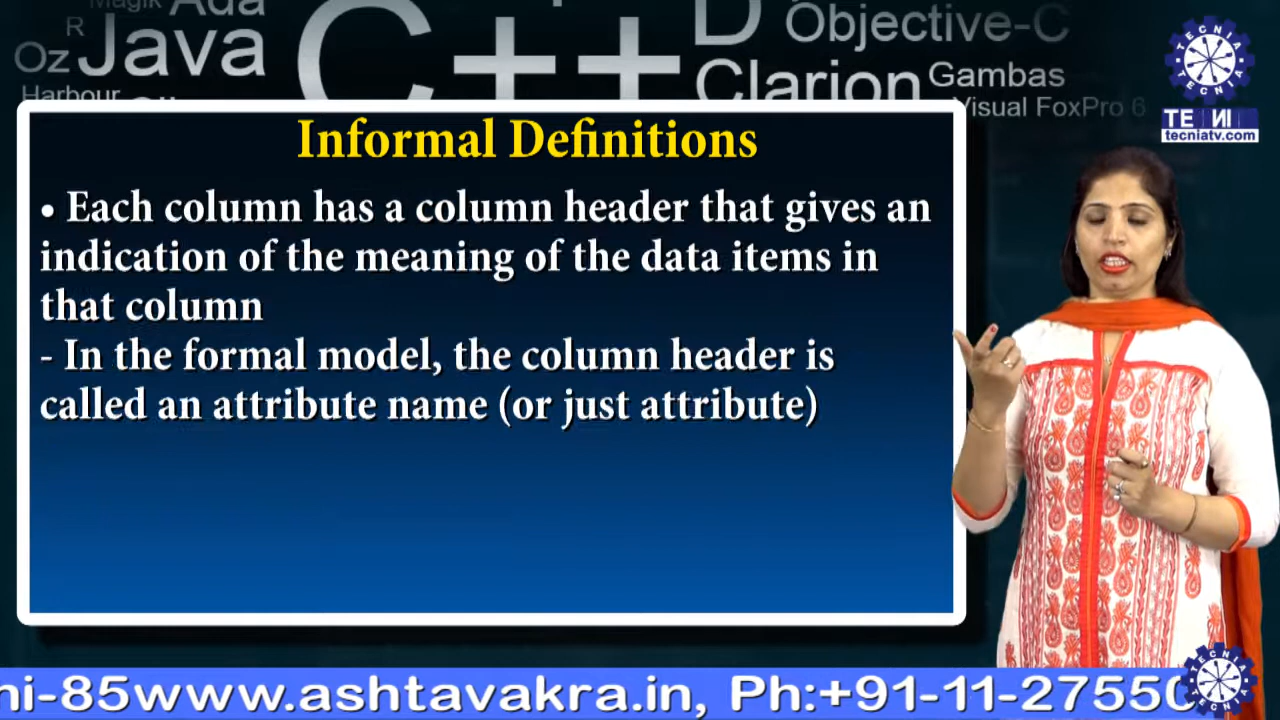 Magik
Ada
R
Oz
Java
Harbour
C++
D
Objective-C
Clarion
Gambas
Visual FoxPro 6
TECNIA TECNIA
tecniatv.com
Informal Definitions
• Each column has a column header that gives an
indication of the meaning of the data items in
that column
- In the formal model, the column header is
called an attribute name (or just attribute)
ni-85www.ashtavakra.in, Ph:+91-11-27550
TECNIA TECNIA